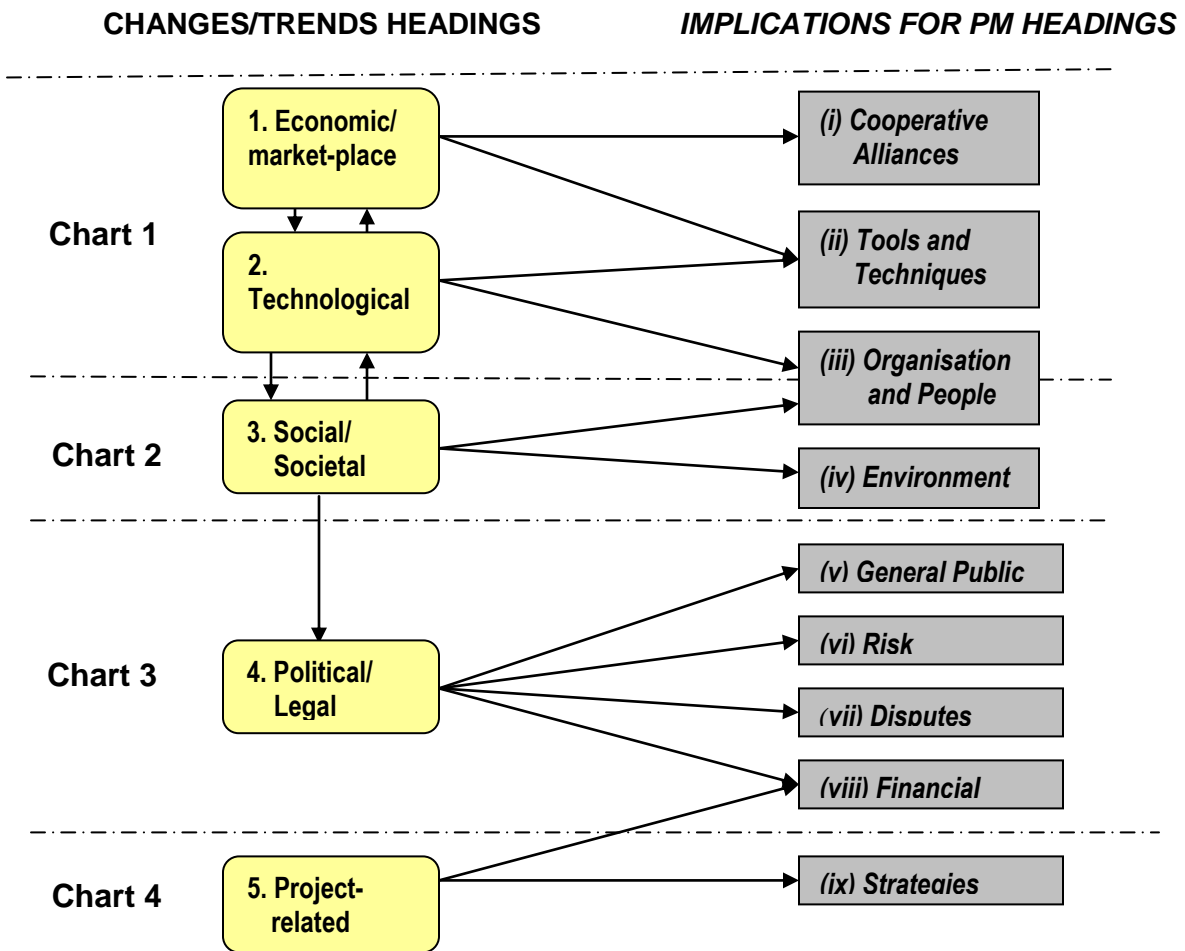 CHANGES/TRENDS HEADINGS
IMPLICATIONS FOR PM HEADINGS
Chart 1
1. Economic/
market-place
(i) Cooperative
Alliances
2.
Technological
(ii) Tools and
Techniques
(iii) Organisation
and People
Chart 2
3. Social/
Societal
(iv) Environment
Chart 3
4. Political/
Legal
(v) General Public
(vi) Risk
(vii) Disputes
(viii) Financial
Chart 4
5. Project-
related
(ix) Strategies